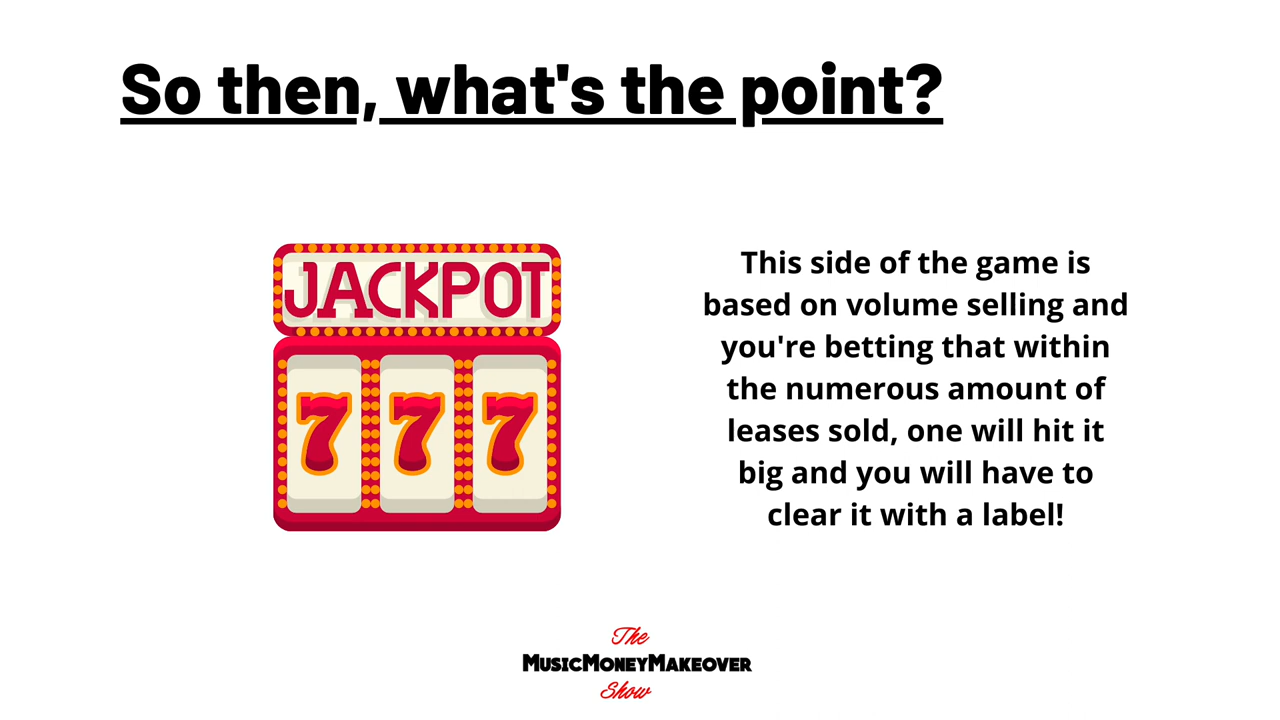 So then, what's the point?
JACKPOT
7 7 7
This side of the game is
based on volume selling and
you're betting that within
the numerous amount of
leases sold, one will hit it
big and you will have to
clear it with a label!
The
MusicMoneyMakeover
Show